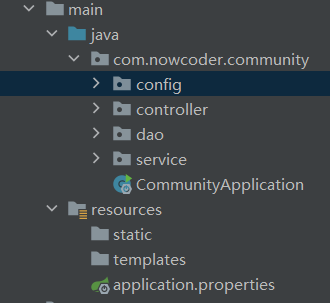 main
java
com.nowcoder.community
config
controller
dao
service
CommunityApplication
resources
static
templates
application.properties